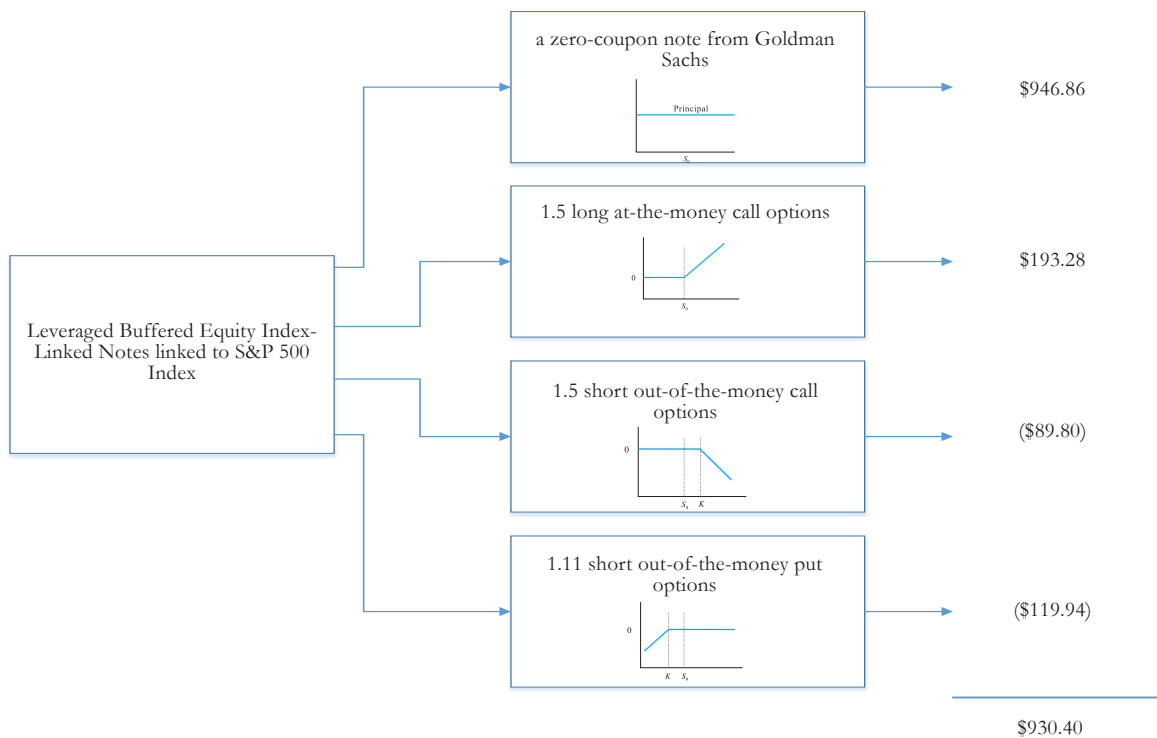 a zero-coupon note from Goldman
Sachs
Principal
S₀
$946.86
1.5 long at-the-money call options
0
S₀
$193.28
Leveraged Buffered Equity Index-
Linked Notes linked to S&P 500
Index
1.5 short out-of-the-money call
options
0
S₀ K
($89.80)
1.11 short out-of-the-money put
options
0
K S₀
($119.94)
$930.40